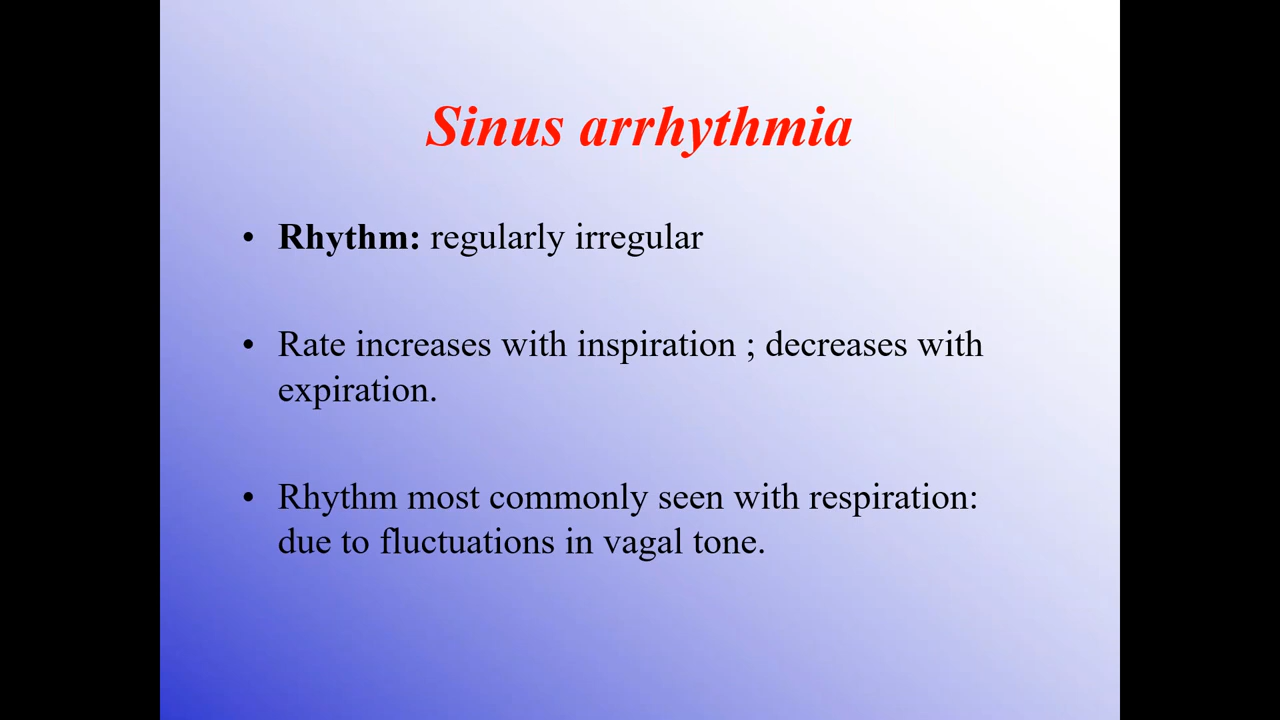 Sinus arrhythmia
• Rhythm: regularly irregular
• Rate increases with inspiration ; decreases with
expiration.
• Rhythm most commonly seen with respiration:
due to fluctuations in vagal tone.